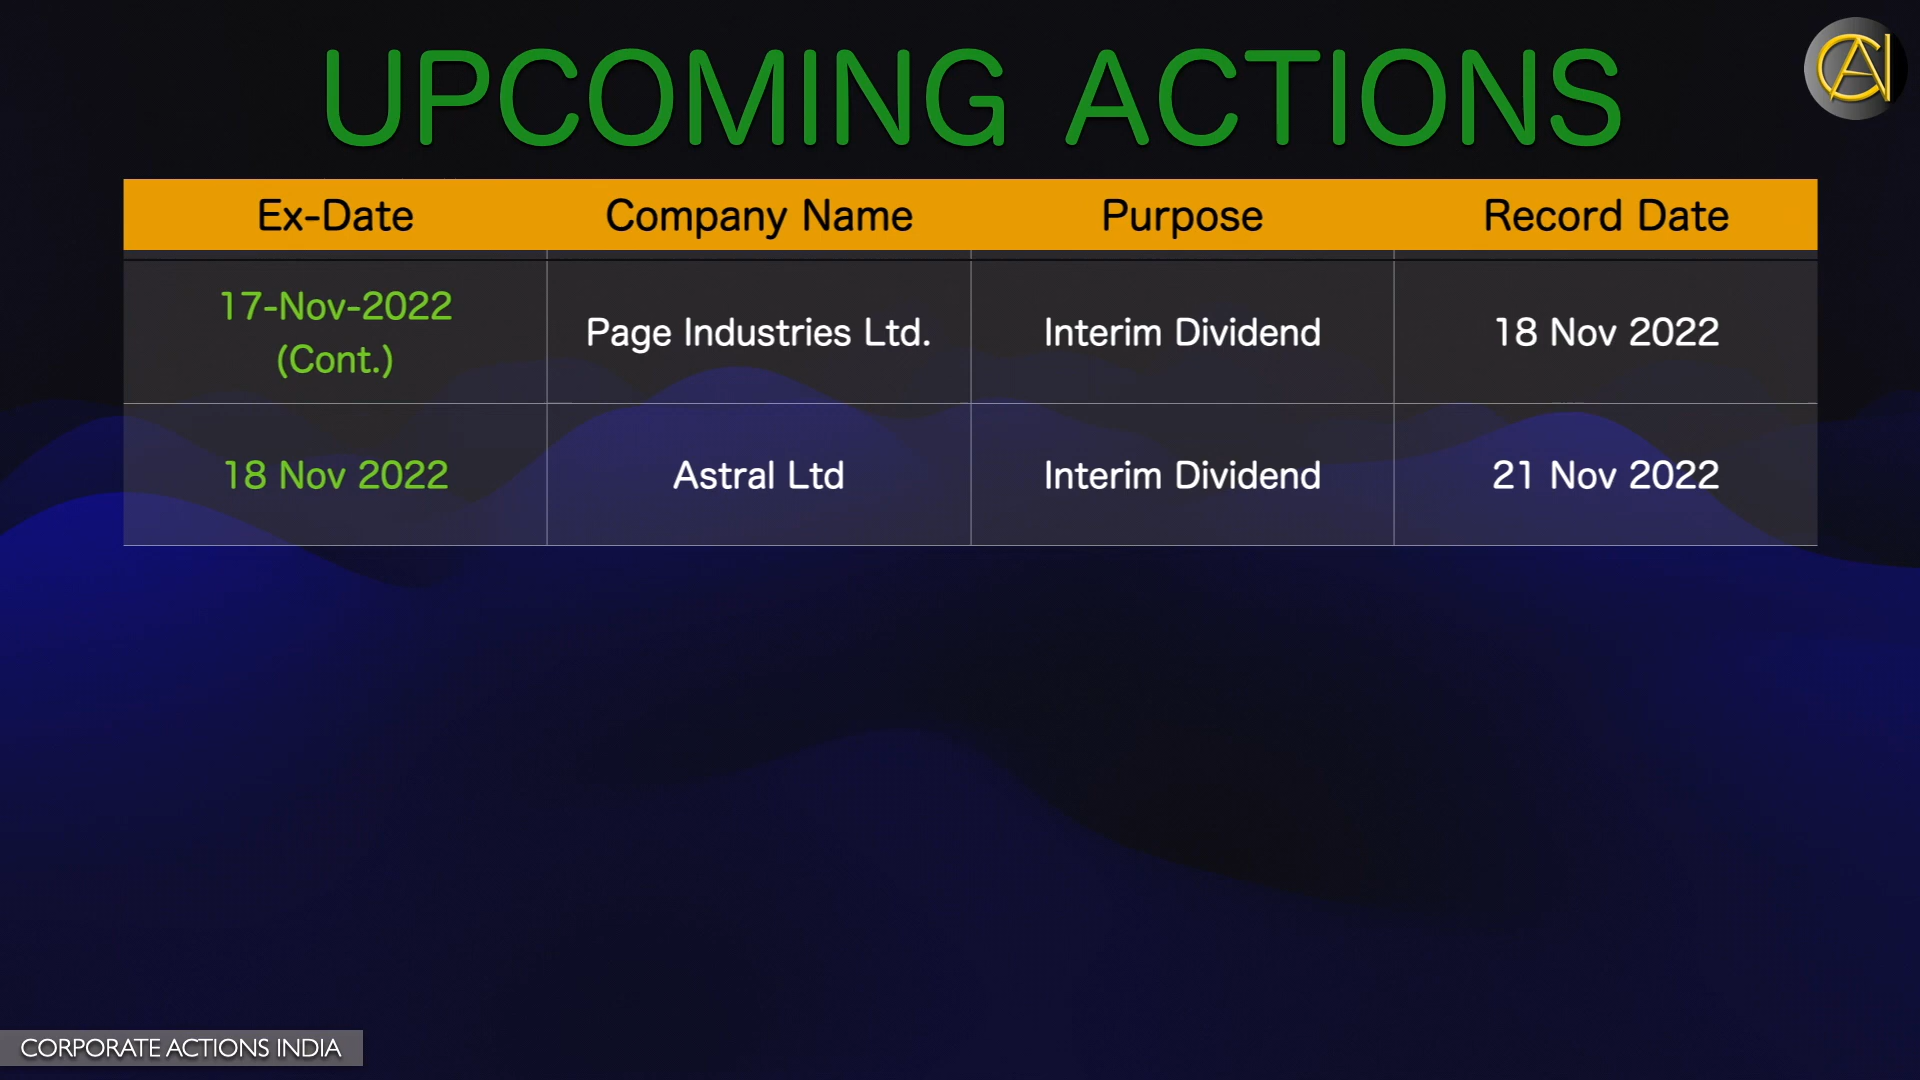 UPCOMING ACTIONS
CAI
Ex-Date Company Name Purpose Record Date
17-Nov-2022
(Cont.) Page Industries Ltd. Interim Dividend 18 Nov 2022
18 Nov 2022 Astral Ltd Interim Dividend 21 Nov 2022
CORPORATE ACTIONS INDIA